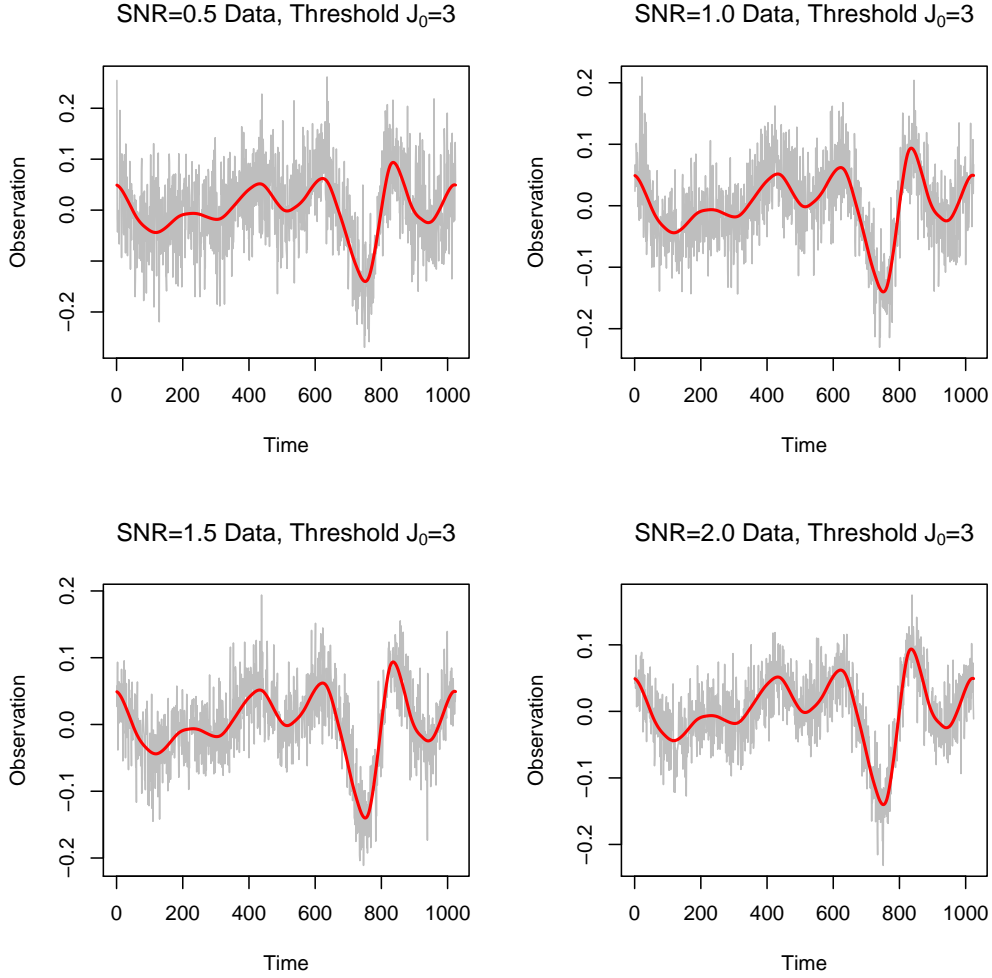 SNR=0.5 Data, Threshold J₀=3
Observation
0.2
0.1
0.0
−0.2
0 200 400 600 800 1000
Time
SNR=1.0 Data, Threshold J₀=3
Observation
0.2
0.1
0.0
−0.1
−0.2
0 200 400 600 800 1000
Time
SNR=1.5 Data, Threshold J₀=3
Observation
0.2
0.1
0.0
−0.1
−0.2
0 200 400 600 800 1000
Time
SNR=2.0 Data, Threshold J₀=3
Observation
0.1
0.0
−0.1
−0.2
0 200 400 600 800 1000
Time